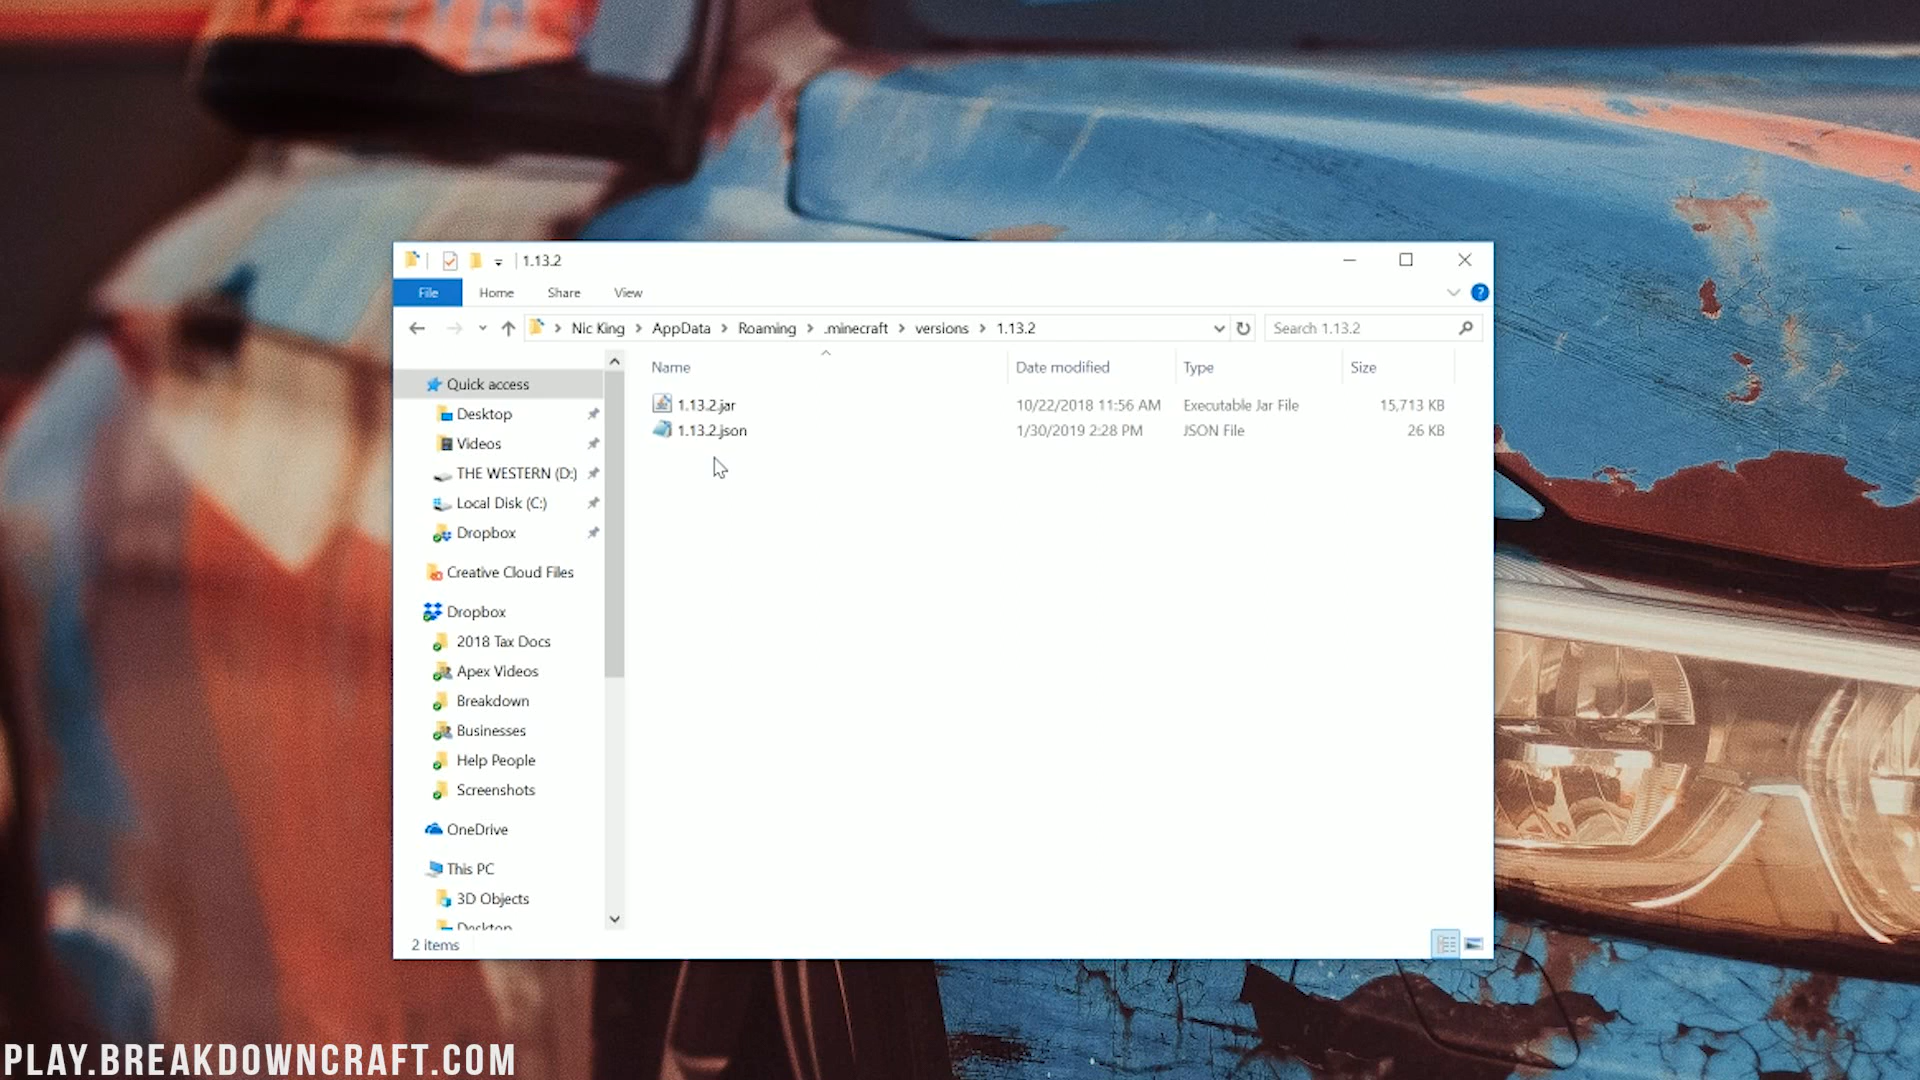 1.13.2
File Home Share View
Nic King > AppData > Roaming > .minecraft > versions > 1.13.2
Search 1.13.2
Name Date modified Type Size
1.13.2.jar 10/22/2018 11:56 AM Executable Jar File 15,713 KB
1.13.2.json 1/30/2019 2:28 PM JSON File 26 KB
Quick access
Desktop
Videos
THE WESTERN (D:)
Local Disk (C:)
Dropbox
Creative Cloud Files
Dropbox
2018 Tax Docs
Apex Videos
Breakdown
Businesses
Help People
Screenshots
OneDrive
This PC
3D Objects
Desktop
2 items
PLAY.BREAKDOWNCRAFT.COM